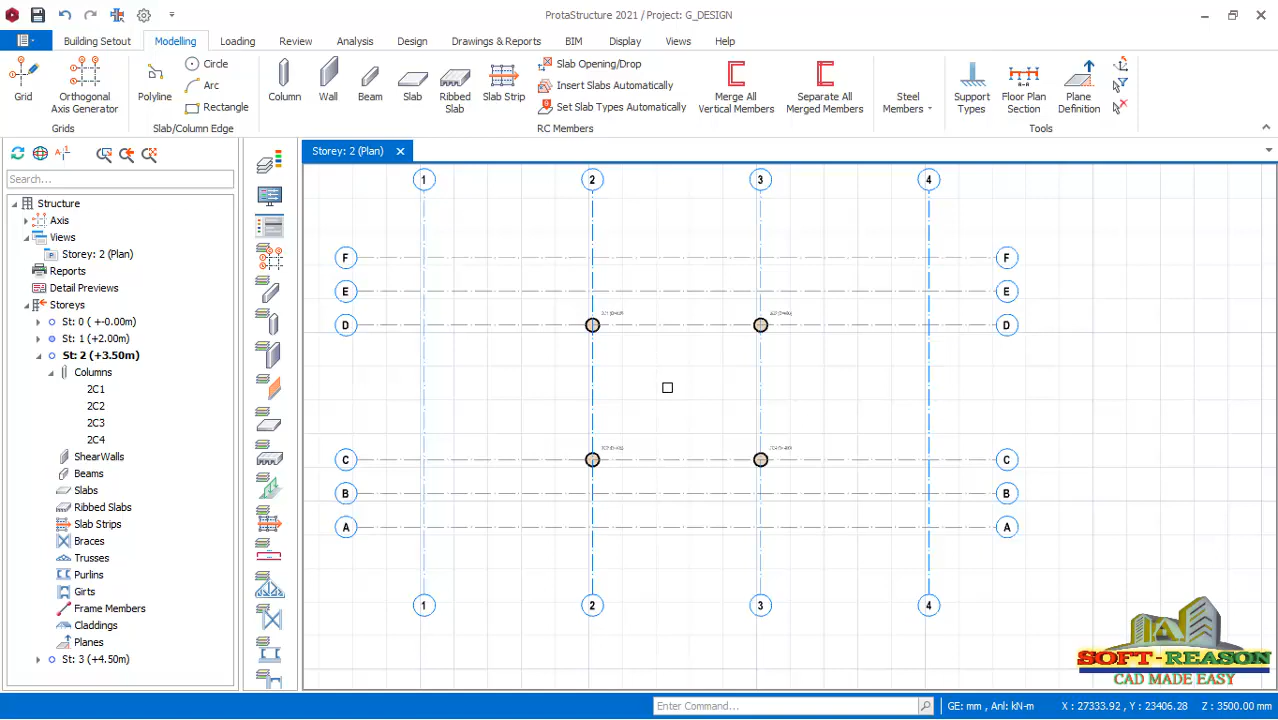 ProtaStructure 2021 / Project: G_DESIGN
Building Setout
Modelling
Loading
Review
Analysis
Design
Drawings & Reports
BIM
Display
Views
Help
Grid
Orthogonal
Axis Generator
Grids
Polyline
Circle
Arc
Rectangle
Slab/Column Edge
Column
Wall
Beam
Slab
Ribbed
Slab
Slab Strip
Slab Opening/Drop
Insert Slabs Automatically
Set Slab Types Automatically
RC Members
Merge All
Vertical Members
Separate All
Merged Members
Steel
Members
Support
Types
Floor Plan
Section
Plane
Definition
Tools
Search...
Structure
Axis
Views
Storey: 2 (Plan)
Reports
Detail Previews
Storeys
St: 0 ( +-0.00m)
St: 1 (+2.00m)
St: 2 (+3.50m)
Columns
2C1
2C2
2C3
2C4
ShearWalls
Beams
Slabs
Ribbed Slabs
Slab Strips
Braces
Trusses
Purlins
Girts
Frame Members
Claddings
Planes
St: 3 (+4.50m)
Storey: 2 (Plan)
1 2 3 4
F F
E E
D D
C C
B B
A A
1 2 3 4
SOFT-REASON
CAD MADE EASY
Enter Command...
GE: mm , Anl: kN-m
X : 27333.92 , Y : 23406.28
Z : 3500.00 mm